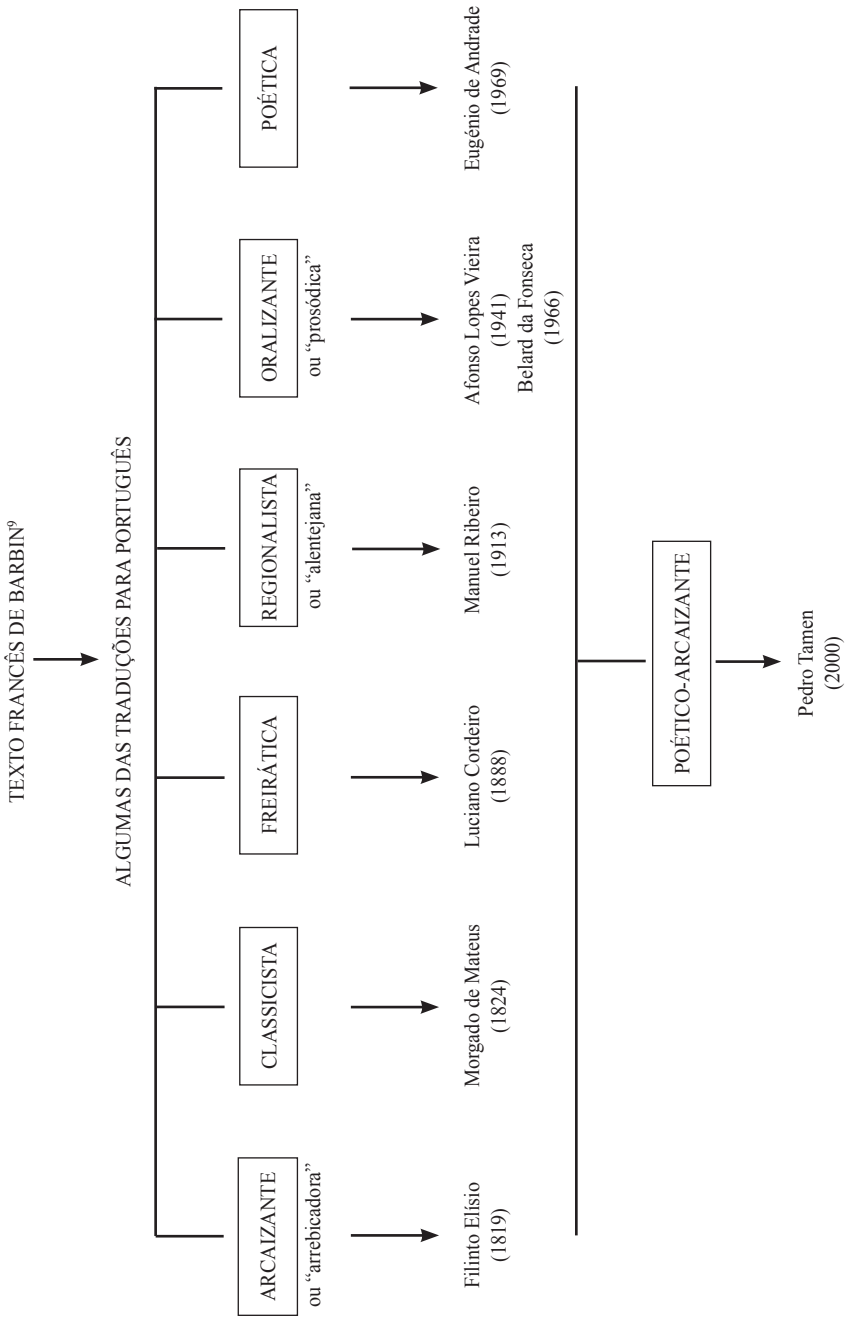 TEXTO FRANCÊS DE BARBIN⁹
ALGUMAS DAS TRADUÇÕES PARA PORTUGUÊS
ARCAIZANTE
ou “arrebicadora”
Filinto Elísio
(1819)
CLASSICISTA
Morgado de Mateus
(1824)
FREIRÁTICA
Luciano Cordeiro
(1888)
REGIONALISTA
ou “alentejana”
Manuel Ribeiro
(1913)
ORALIZANTE
ou “prosódica”
Afonso Lopes Vieira
(1941)
Belard da Fonseca
(1966)
POÉTICA
Eugénio de Andrade
(1969)
POÉTICO-ARCAIZANTE
Pedro Tamen
(2000)